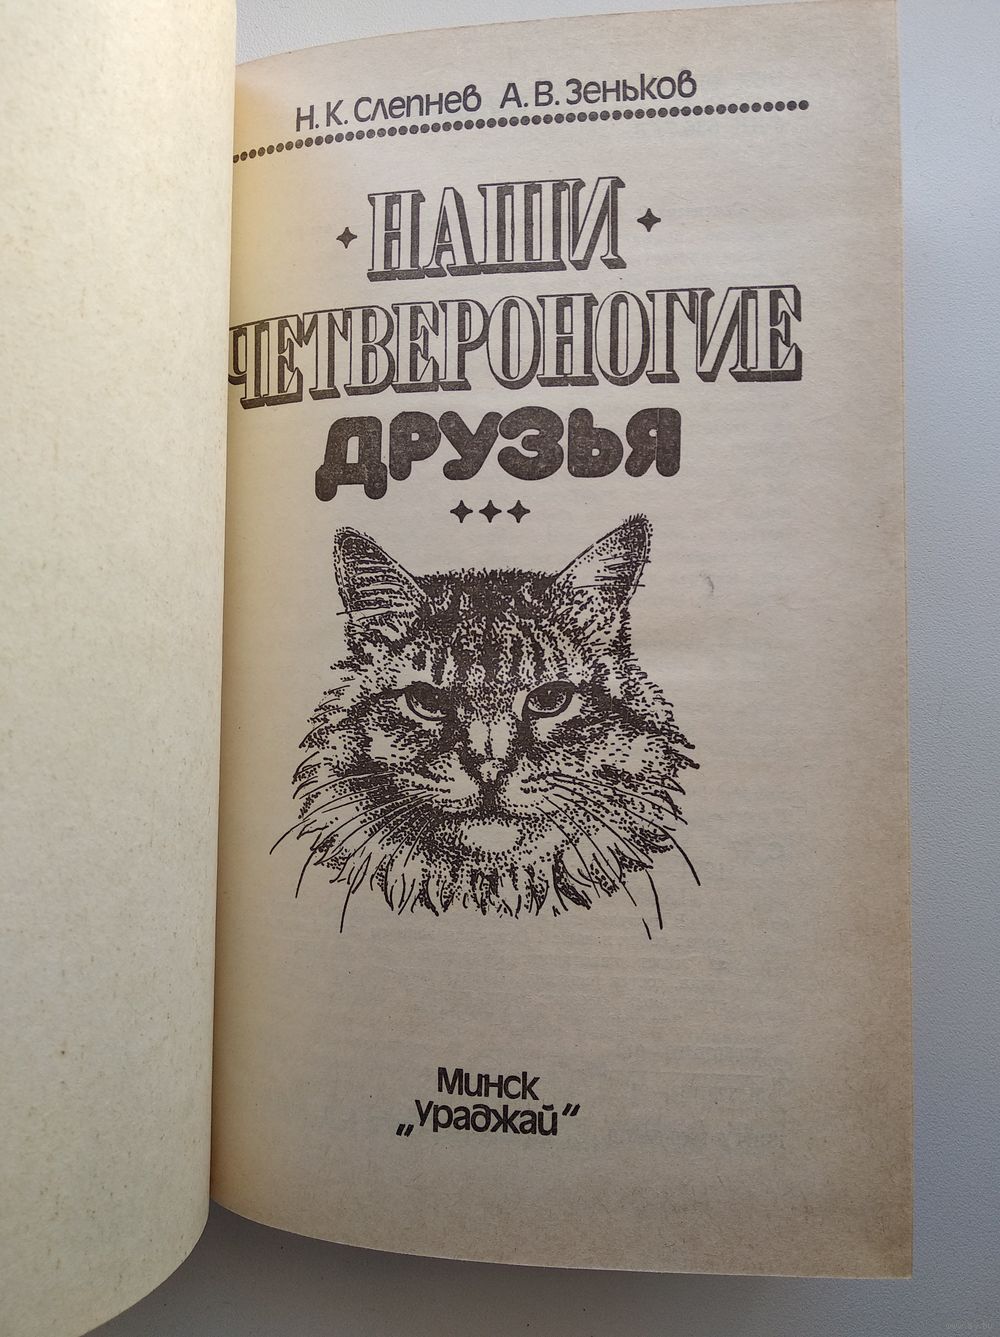 Н. К. Слепнев А. В. Зеньков
НАШИ
ЧЕТВЕРОНОГИЕ
ДРУЗЬЯ
Минск
„Ураджай”